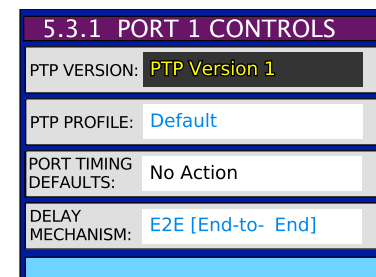 5.3.1 PORT 1 CONTROLS
PTP VERSION: PTP Version 1
PTP PROFILE: Default
PORT TIMING
DEFAULTS: No Action
DELAY
MECHANISM: E2E [End-to- End]